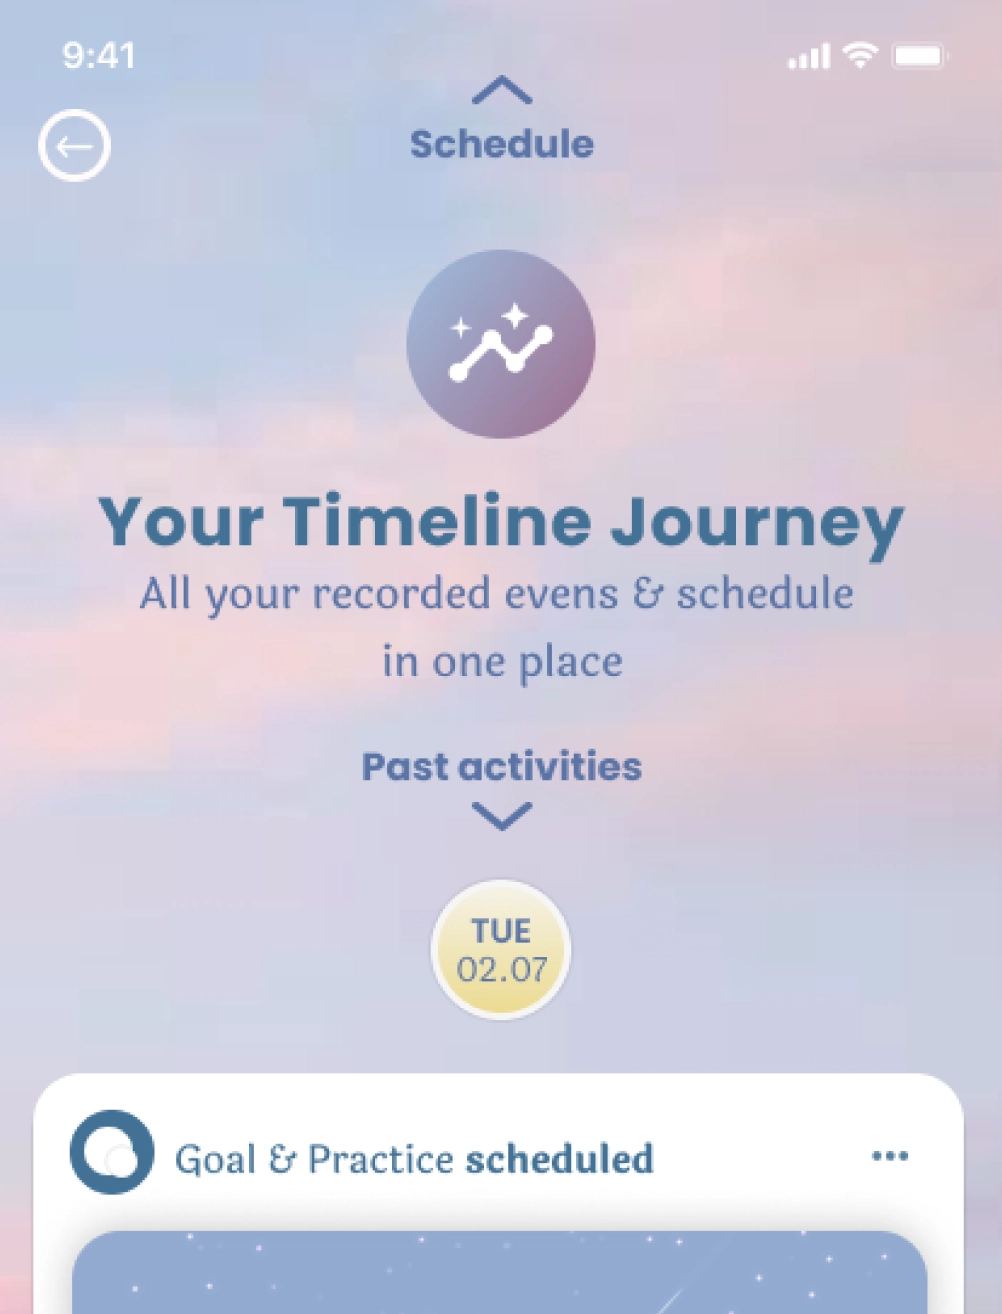 9:41
Schedule
Your Timeline Journey
All your recorded evens & schedule
in one place
Past activities
TUE
02.07
Goal & Practice scheduled